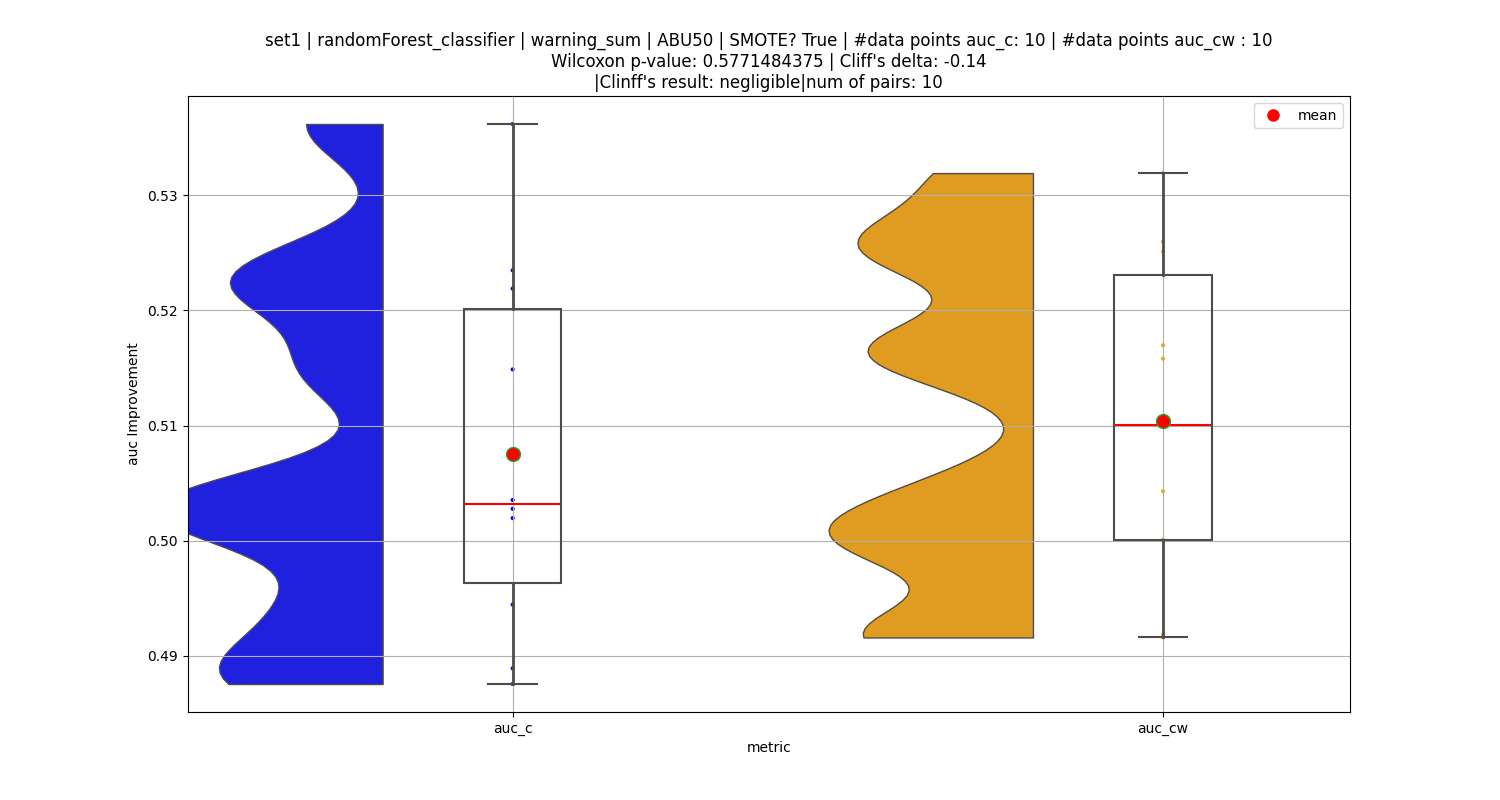 set1 | randomForest_classifier | warning_sum | ABU50 | SMOTE? True | #data points auc_c: 10 | #data points auc_cw : 10
Wilcoxon p-value: 0.5771484375 | Cliff's delta: -0.14
|Clinff's result: negligible|num of pairs: 10
mean
0.53
0.52
0.51
0.50
0.49
auc Improvement
auc_c
auc_cw
metric